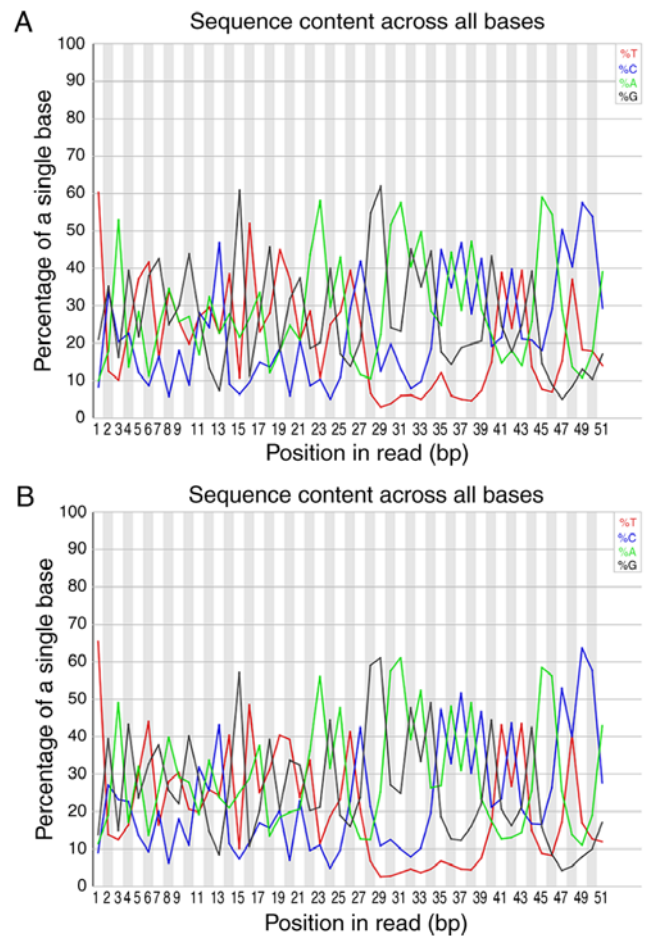 A
Sequence content across all bases
100
90
80
70
60
50
40
30
20
10
0
Percentage of a single base
%T
%C
%A
%G
1 2 3 4 5 6 7 8 9 11 13 15 17 19 21 23 25 27 29 31 33 35 37 39 41 43 45 47 49 51
Position in read (bp)
B
Sequence content across all bases
100
90
80
70
60
50
40
30
20
10
0
Percentage of a single base
%T
%C
%A
%G
1 2 3 4 5 6 7 8 9 11 13 15 17 19 21 23 25 27 29 31 33 35 37 39 41 43 45 47 49 51
Position in read (bp)